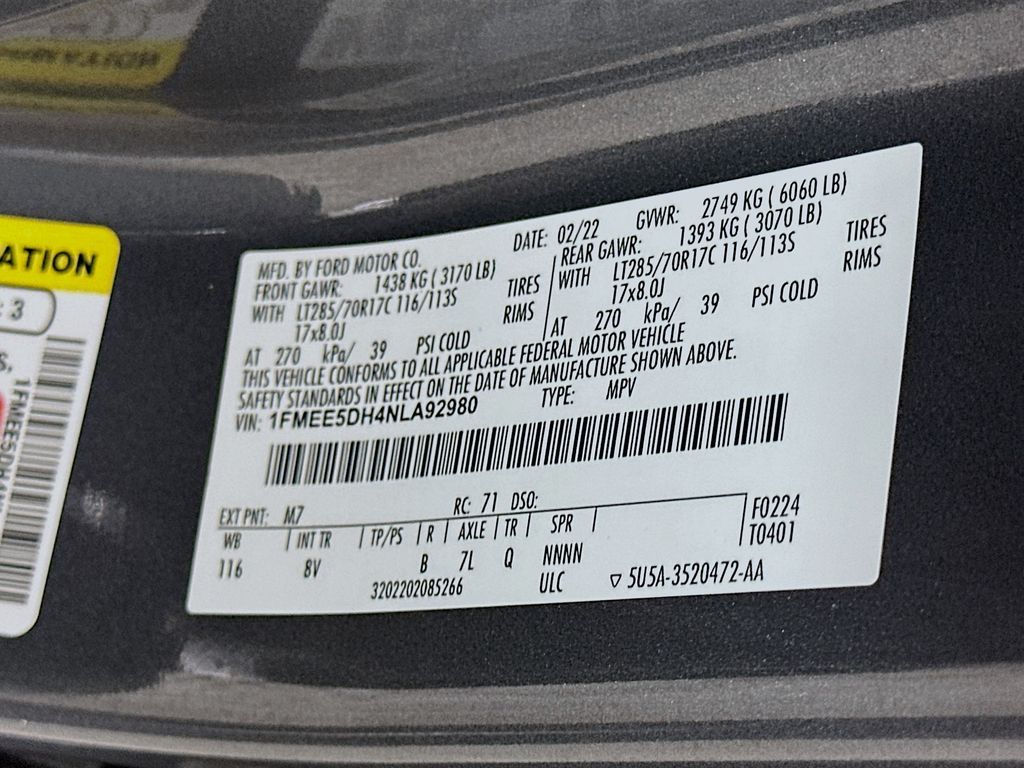 ATION
: 3
S,
1FMEE5DH4N
MFD. BY FORD MOTOR CO.
DATE: 02/22
GVWR: 2749 KG ( 6060 LB)
FRONT GAWR: 1438 KG ( 3170 LB)
REAR GAWR: 1393 KG ( 3070 LB)
WITH LT285/70R17C 116/113S TIRES
WITH LT285/70R17C 116/113S TIRES
17x8.0J RIMS
17x8.0J RIMS
AT 270 kPa/ 39 PSI COLD
AT 270 kPa/ 39 PSI COLD
THIS VEHICLE CONFORMS TO ALL APPLICABLE FEDERAL MOTOR VEHICLE
SAFETY STANDARDS IN EFFECT ON THE DATE OF MANUFACTURE SHOWN ABOVE.
VIN: 1FMEE5DH4NLA92980 TYPE: MPV
EXT PNT: M7 RC: 71 DSO:
WB INT TR TP/PS R AXLE TR SPR F0224
116 8V B 7L Q NNNN T0401
3202202085266 ULC ▽ 5U5A-3520472-AA